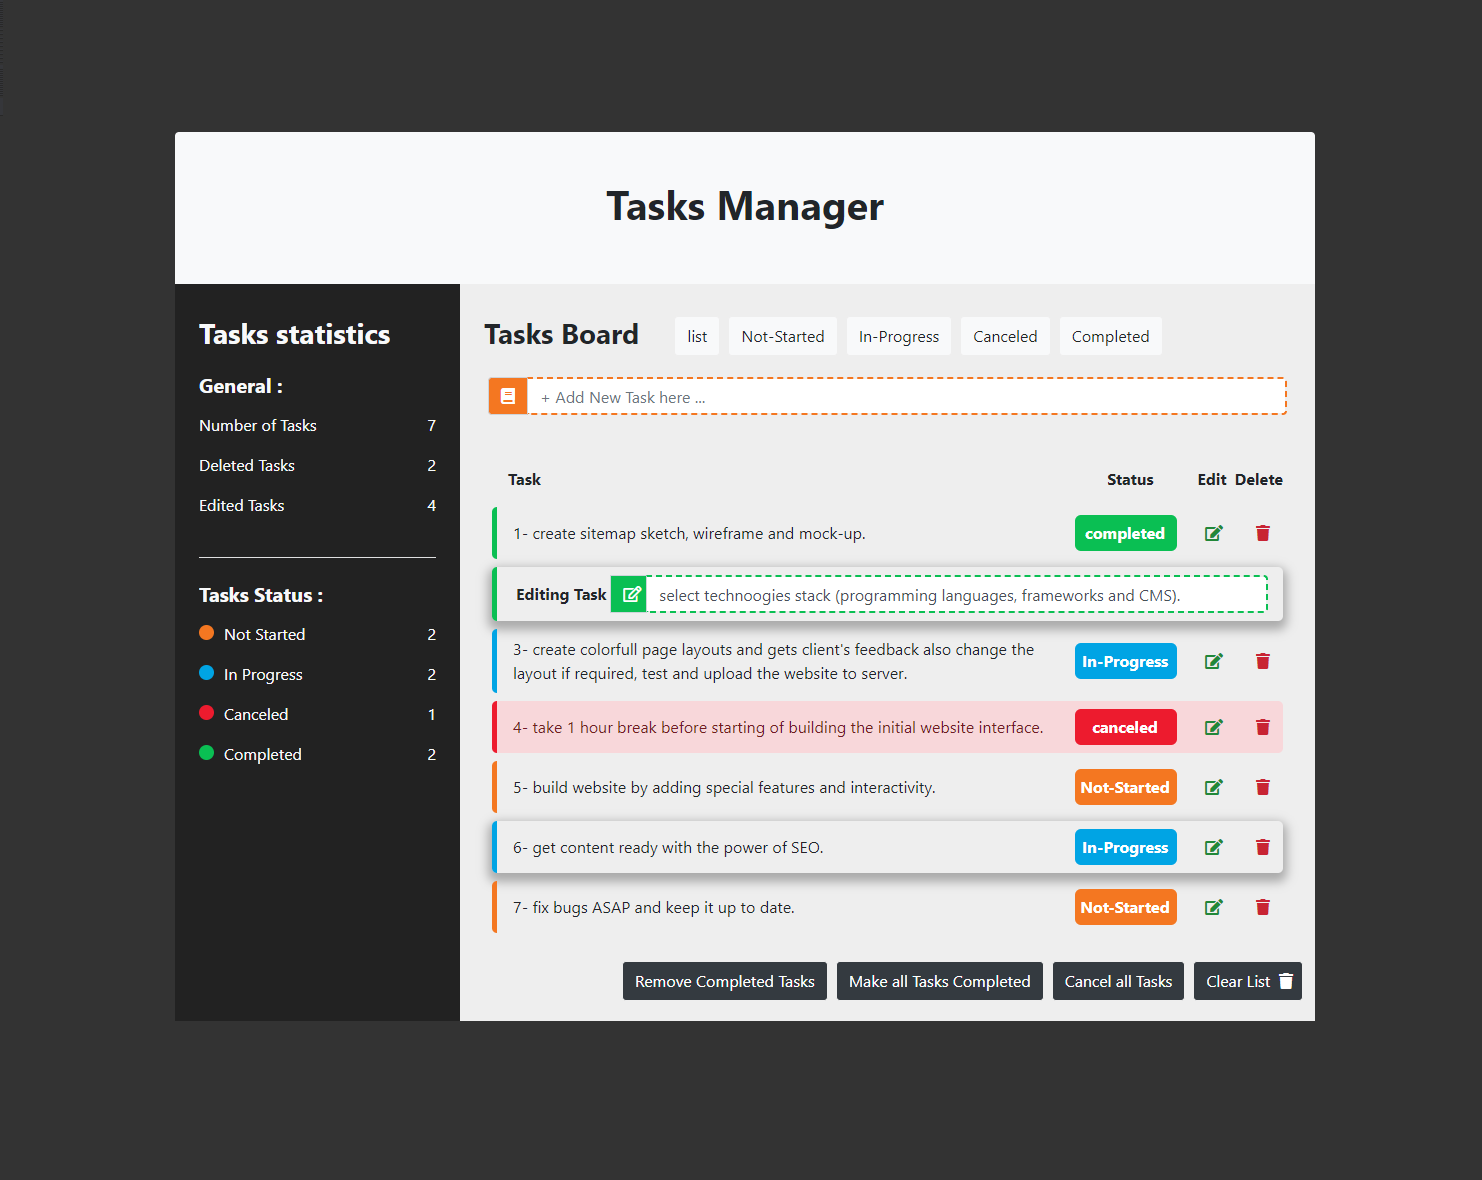 Tasks Manager
Tasks statistics
General :
Number of Tasks 7
Deleted Tasks 2
Edited Tasks 4
Tasks Status :
Not Started 2
In Progress 2
Canceled 1
Completed 2
Tasks Board list Not-Started In-Progress Canceled Completed
+ Add New Task here ...
Task Status Edit Delete
1- create sitemap sketch, wireframe and mock-up. completed
Editing Task select technoogies stack (programming languages, frameworks and CMS).
3- create colorfull page layouts and gets client's feedback also change the
layout if required, test and upload the website to server. In-Progress
4- take 1 hour break before starting of building the initial website interface. canceled
5- build website by adding special features and interactivity. Not-Started
6- get content ready with the power of SEO. In-Progress
7- fix bugs ASAP and keep it up to date. Not-Started
Remove Completed Tasks Make all Tasks Completed Cancel all Tasks Clear List